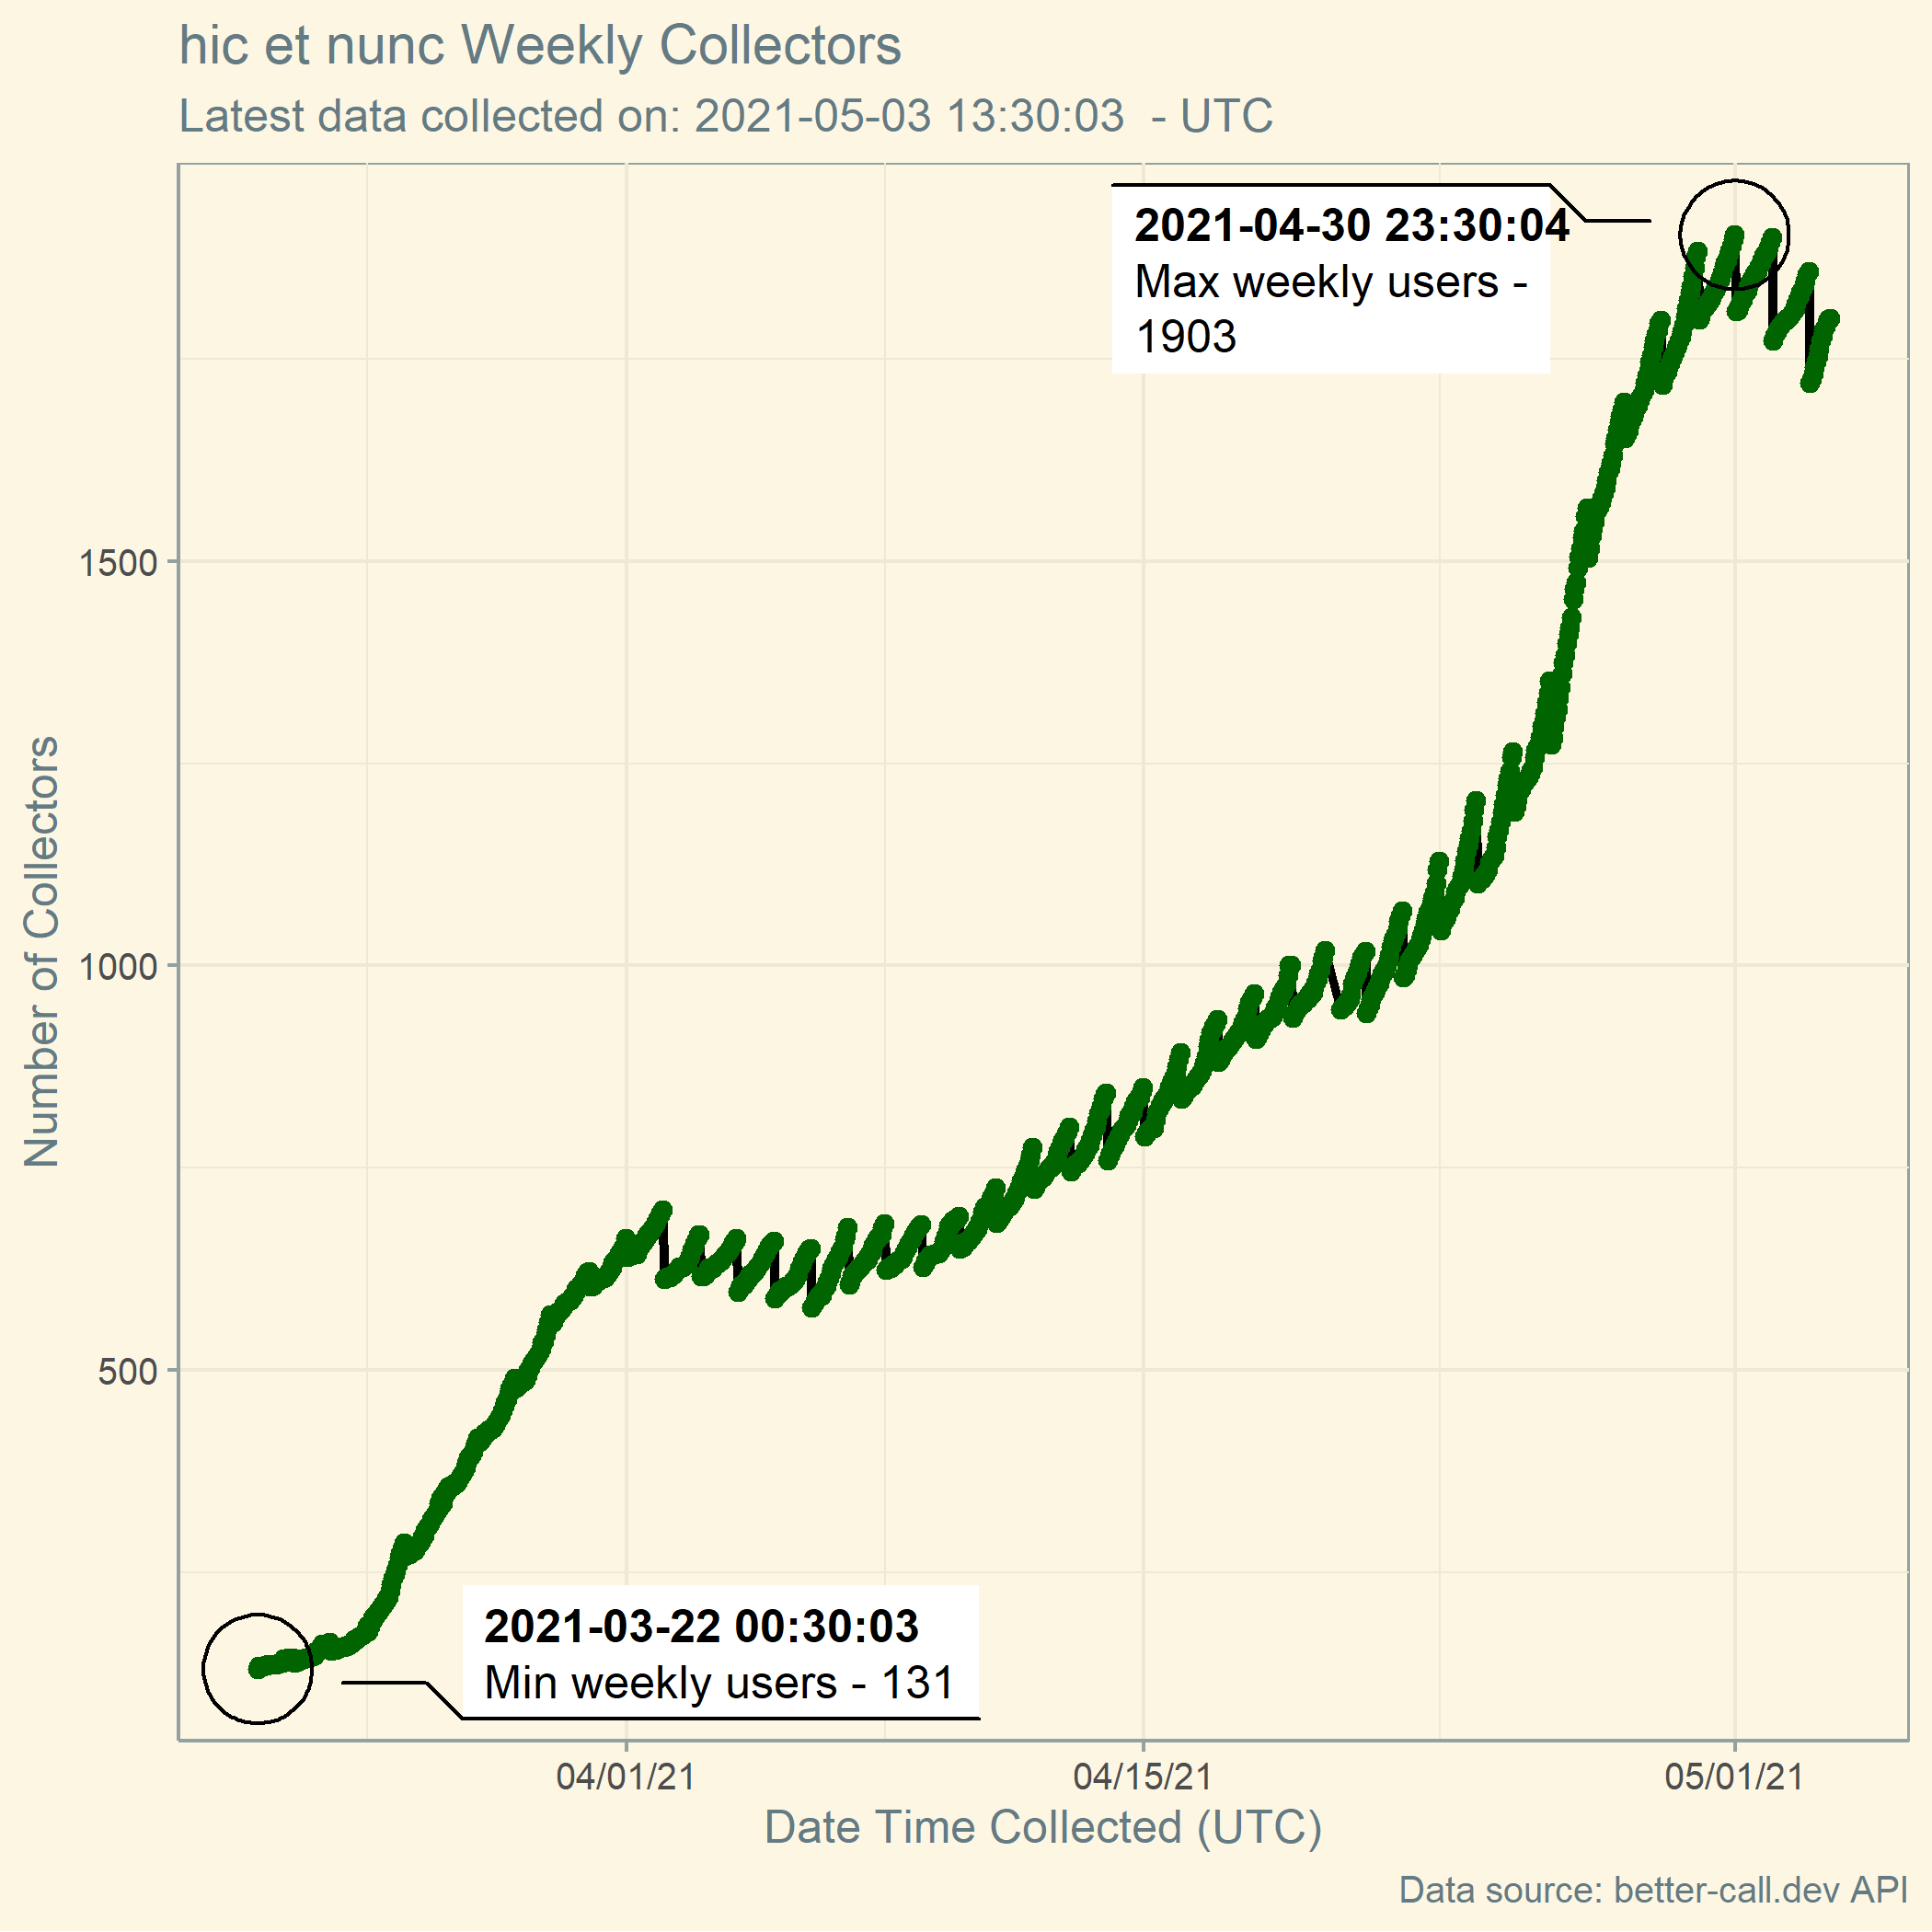 hic et nunc Weekly Collectors
Latest data collected on: 2021-05-03 13:30:03  - UTC
2021-04-30 23:30:04
Max weekly users -
1903
1500
1000
500
Number of Collectors
2021-03-22 00:30:03
Min weekly users - 131
04/01/21
04/15/21
05/01/21
Date Time Collected (UTC)
Data source: better-call.dev API